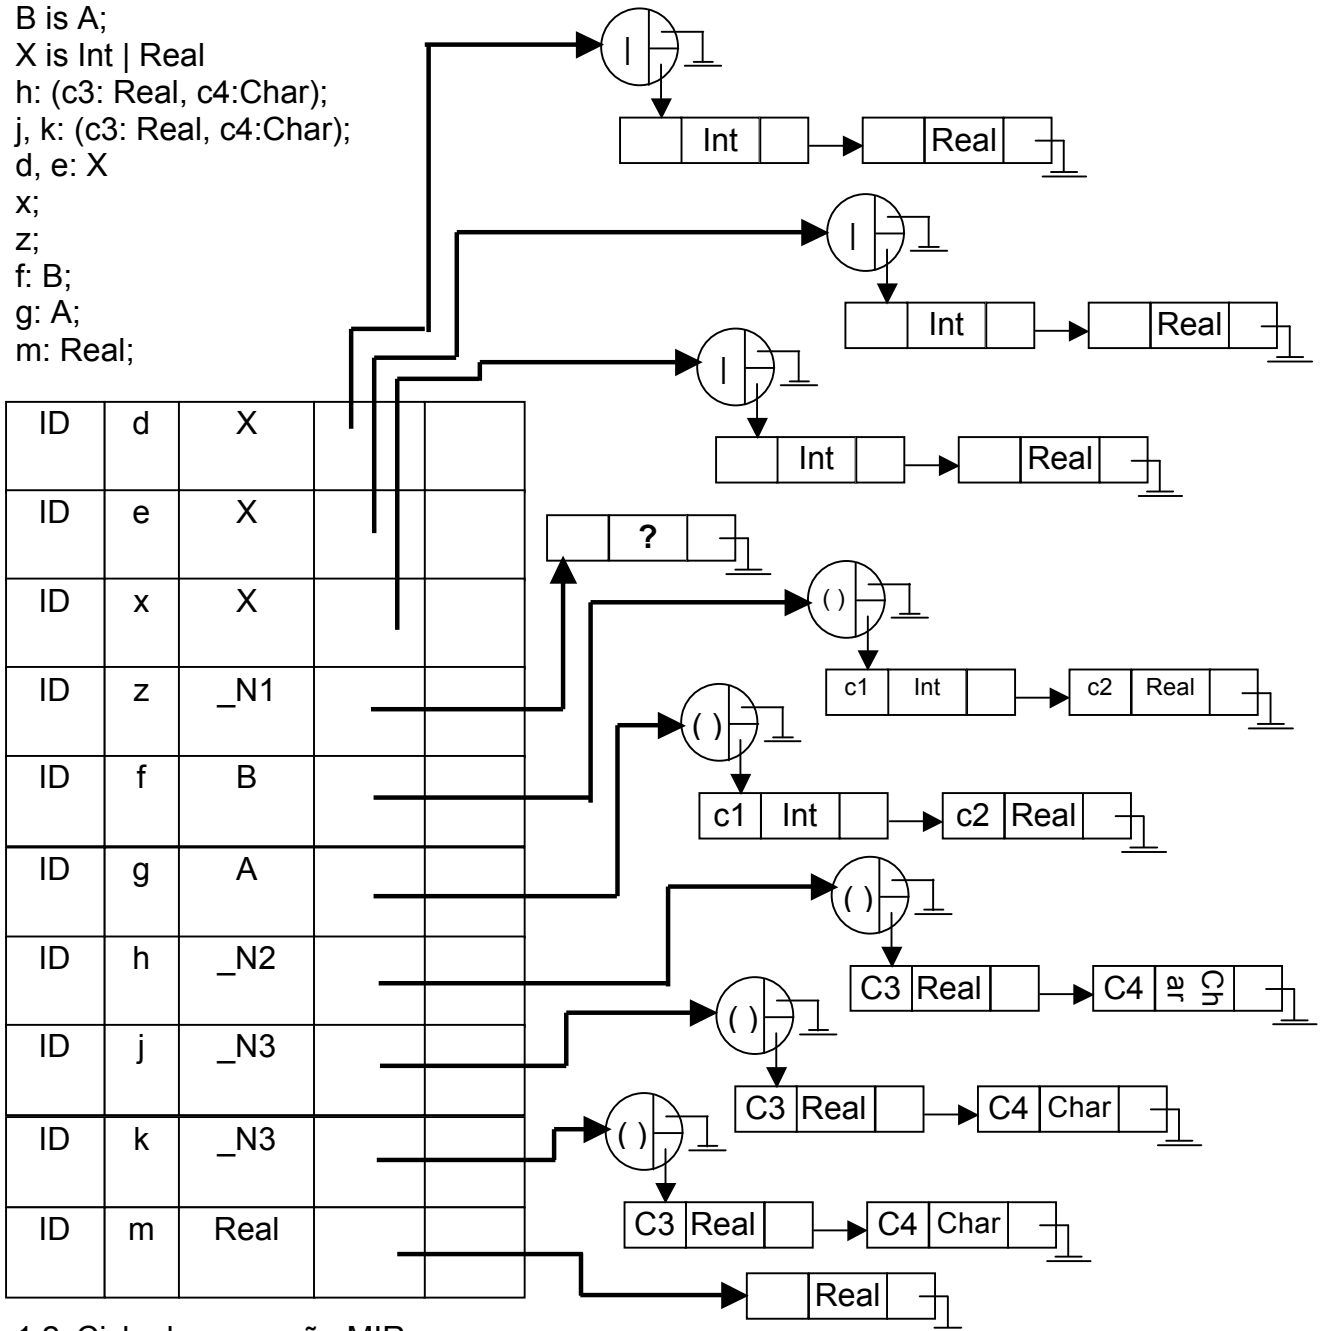 B is A;
X is Int | Real
h: (c3: Real, c4:Char);
j, k: (c3: Real, c4:Char);
d, e: X
x;
z;
f: B;
g: A;
m: Real;
|
Int Real
|
Int Real
|
Int Real
ID d X
ID e X
?
ID x X
( )
c1 Int c2 Real
ID z _N1
( )
ID f B
c1 Int c2 Real
ID g A
( )
ID h _N2
C3 Real C4 Char
( )
ID j _N3
C3 Real C4 Char
ID k _N3
( )
C3 Real C4 Char
ID m Real
Real